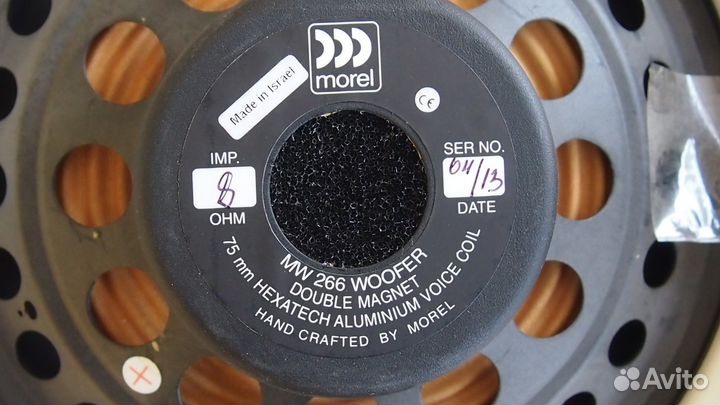 morel
Made in Israel
CE
IMP.
8
OHM
SER NO.
04/13
DATE
MW 266 WOOFER
DOUBLE MAGNET
75 mm HEXATECH ALUMINIUM VOICE COIL
HAND CRAFTED BY MOREL
Avito